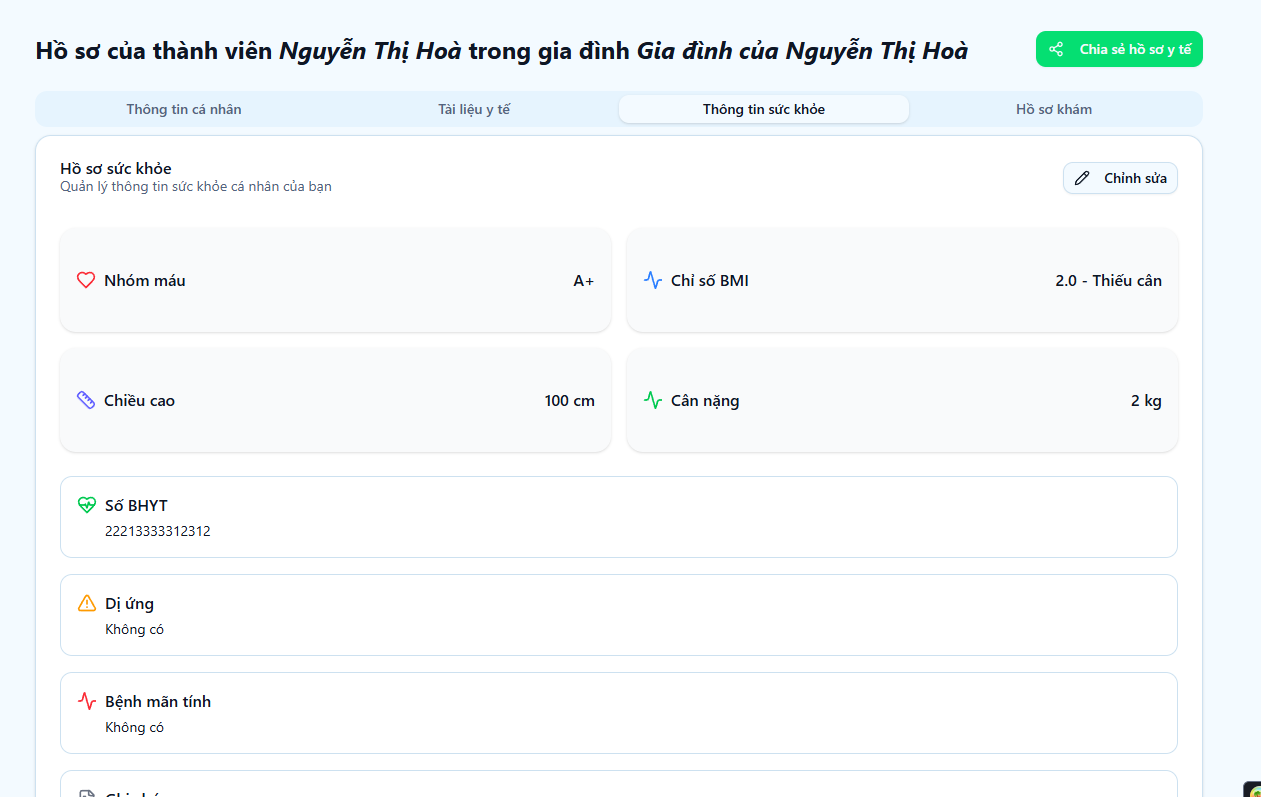 Hồ sơ của thành viên Nguyễn Thị Hoà trong gia đình Gia đình của Nguyễn Thị Hoà
Chia sẻ hồ sơ y tế
Thông tin cá nhân
Tài liệu y tế
Thông tin sức khỏe
Hồ sơ khám
Hồ sơ sức khỏe
Quản lý thông tin sức khỏe cá nhân của bạn
Chỉnh sửa
Nhóm máu
A+
Chỉ số BMI
2.0 - Thiếu cân
Chiều cao
100 cm
Cân nặng
2 kg
Số BHYT
22213333312312
Dị ứng
Không có
Bệnh mãn tính
Không có